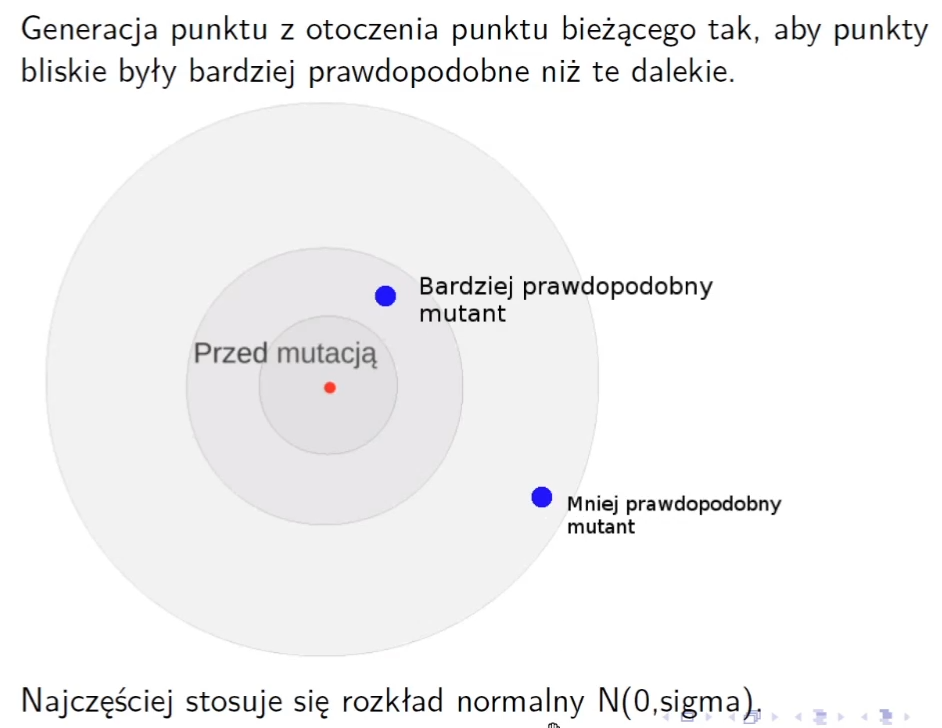 Generacja punktu z otoczenia punktu bieżącego tak, aby punkty
bliskie były bardziej prawdopodobne niż te dalekie.
Bardziej prawdopodobny
mutant
Przed mutacją
Mniej prawdopodobny
mutant
Najczęściej stosuje się rozkład normalny N(0,sigma).